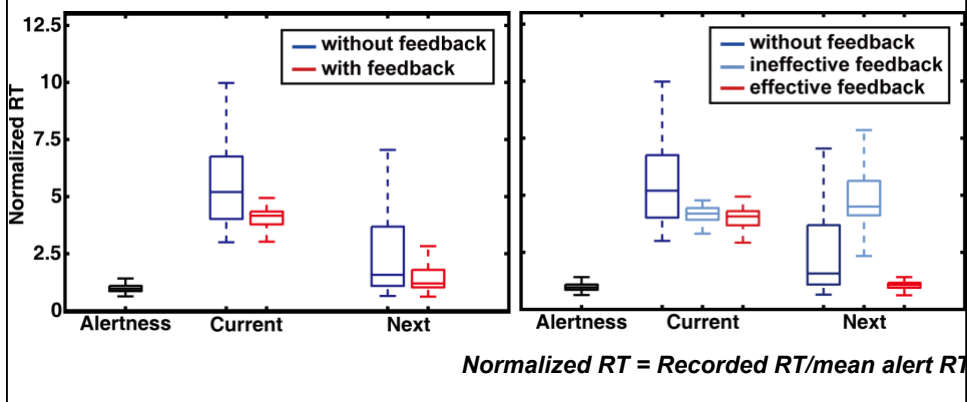 Normalized RT
12.5
10
7.5
5
2.5
0
without feedback
with feedback
Alertness
Current
Next
without feedback
ineffective feedback
effective feedback
Alertness
Current
Next
Normalized RT = Recorded RT/mean alert RT